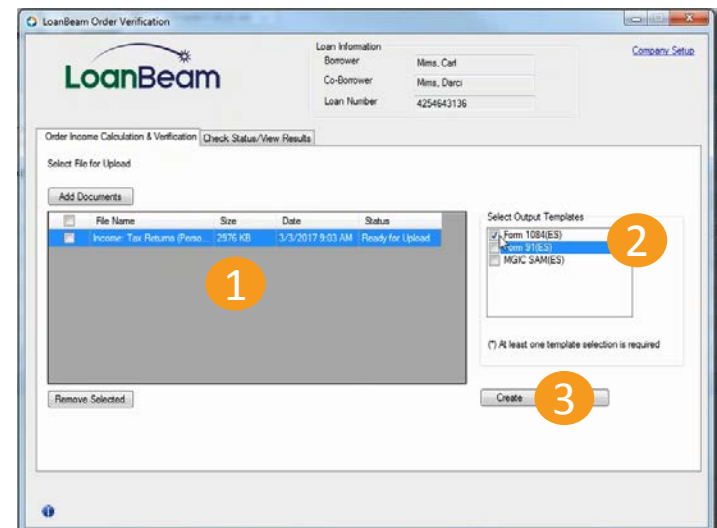 LoanBeam Order Verification
LoanBeam
Loan Information
Borrower Mims, Carl
Co-Borrower Mims, Darci
Loan Number 4254643136
Company Setup
Order Income Calculation & Verification Check Status/View Results
Select File for Upload
Add Documents
File Name Size Date Status
Income: Tax Returns (Perso... 2976 KB 3/3/2017 9:03 AM Ready for Upload
1
Select Output Templates
Form 1084(ES)
Form 91(ES)
MGIC SAM(ES)
2
(*) At least one template selection is required
Remove Selected
Create
3